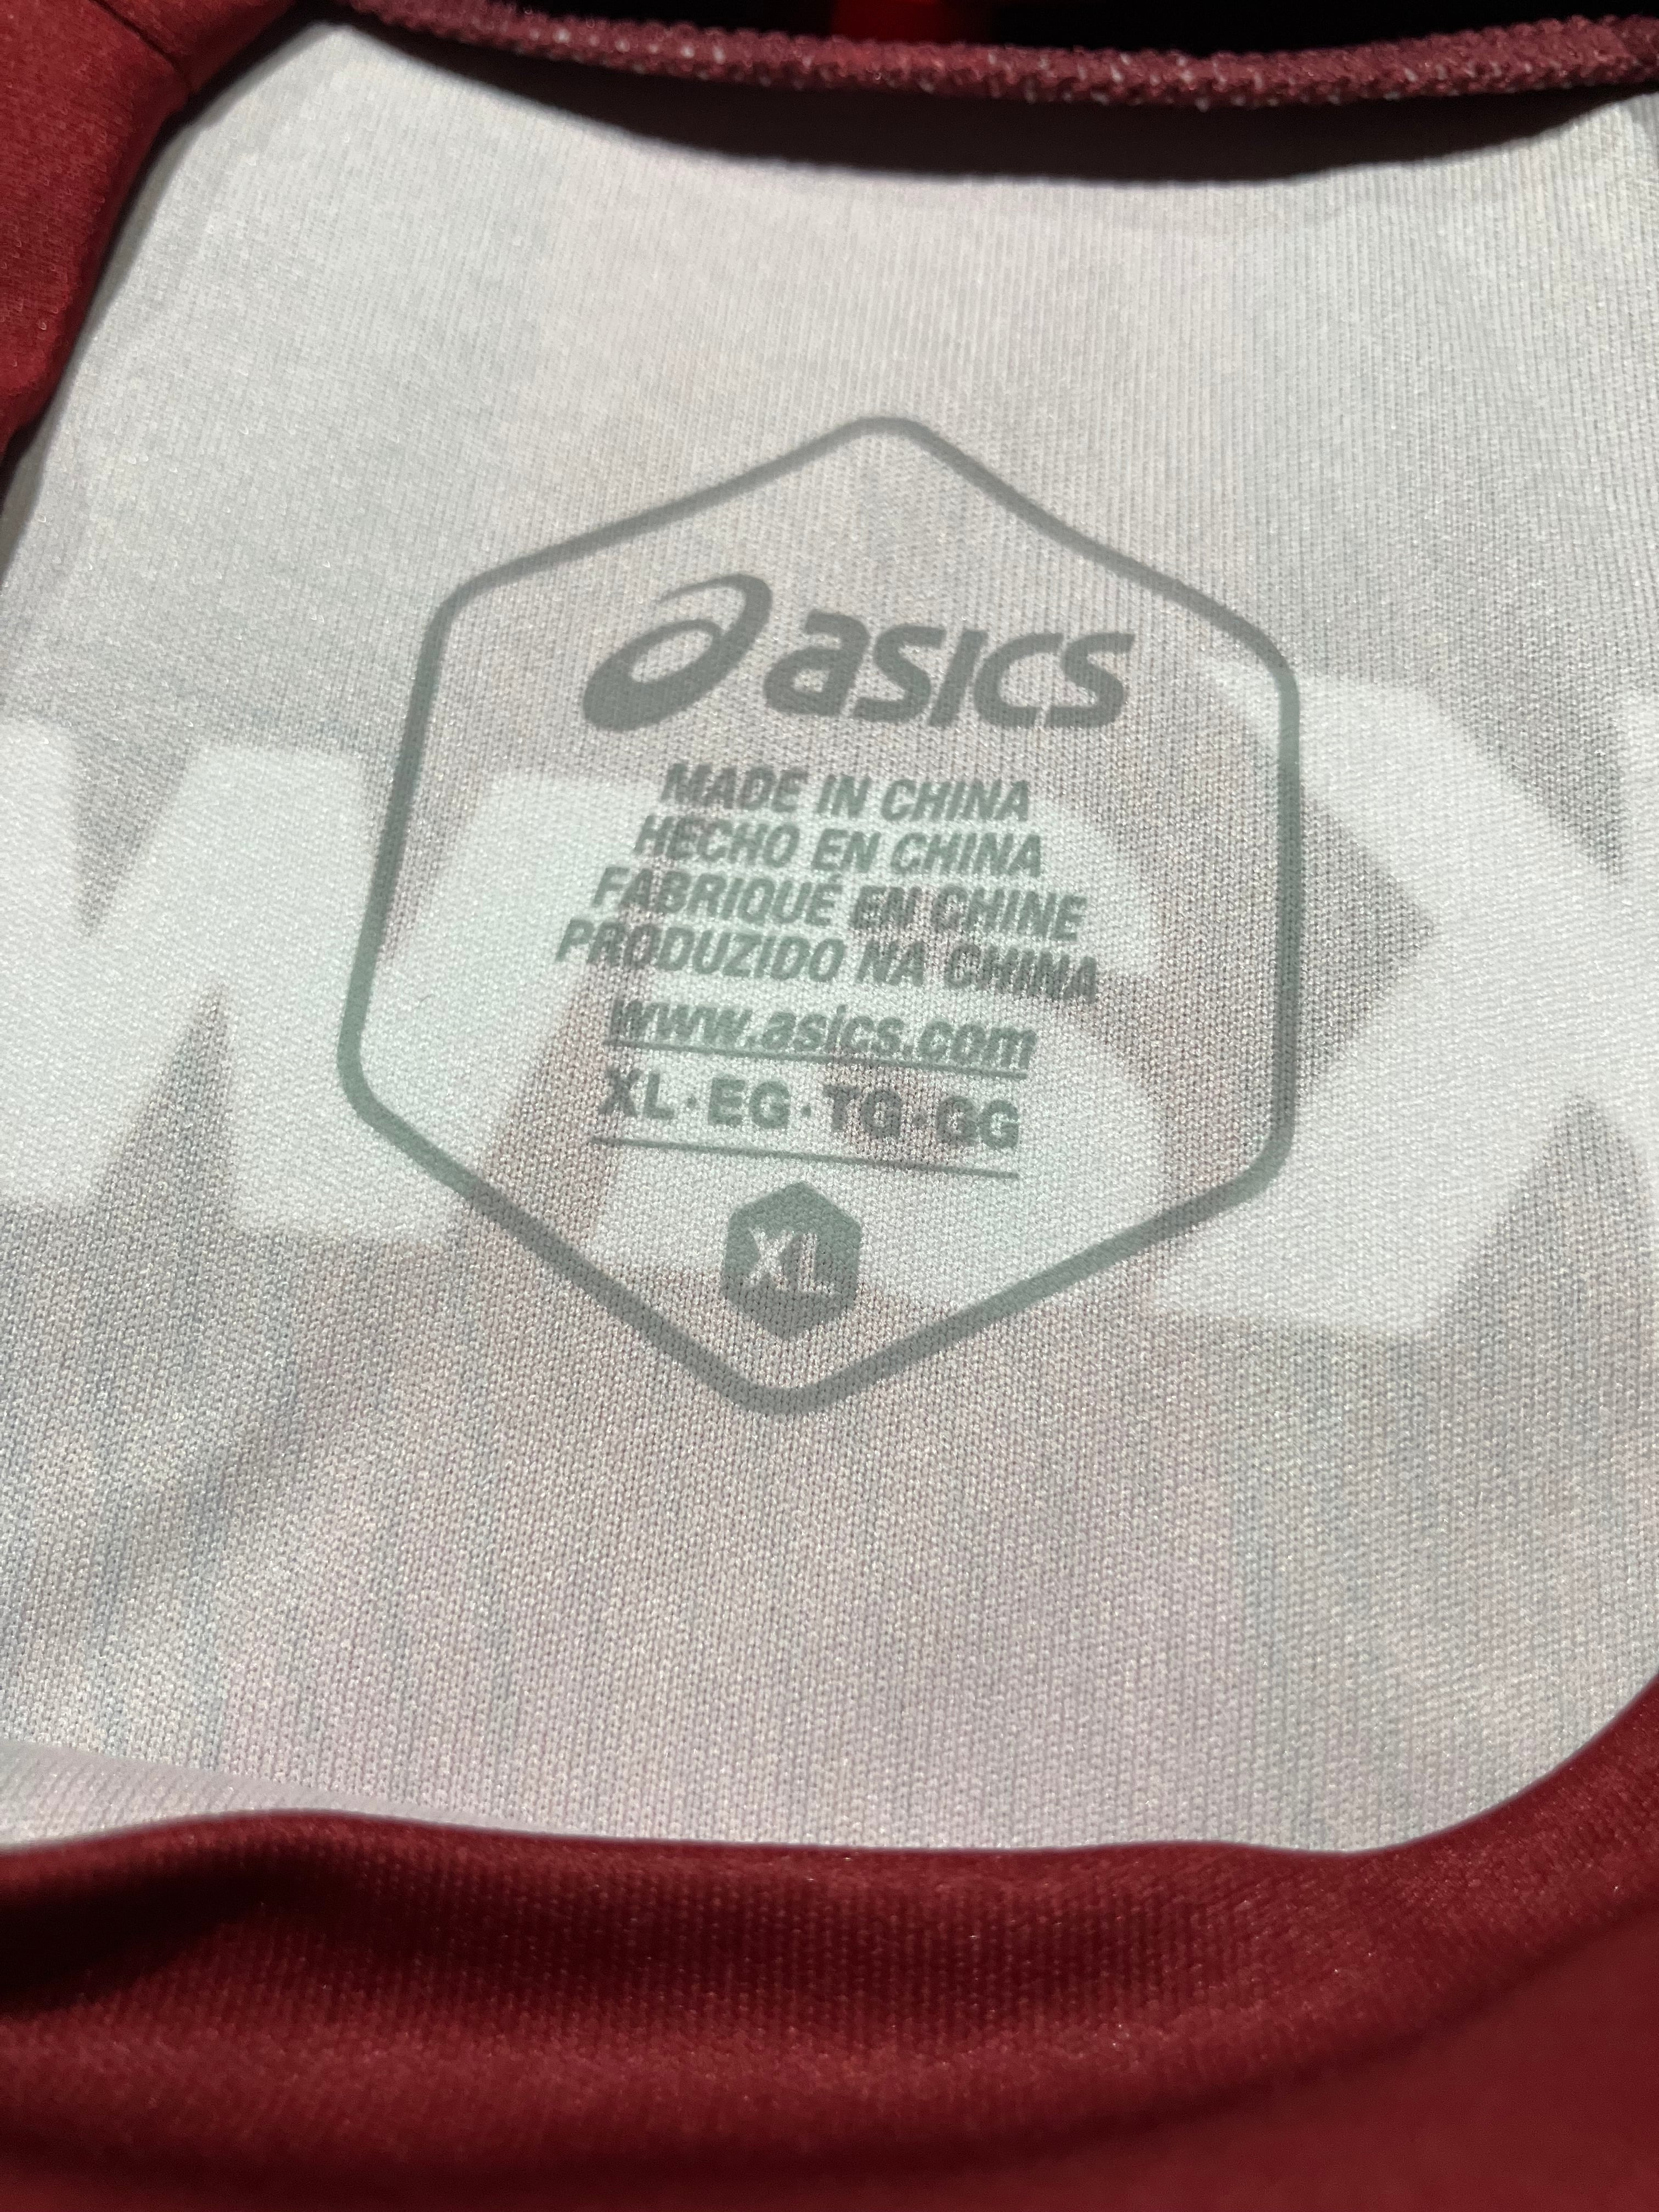 asics
MADE IN CHINA
HECHO EN CHINA
FABRIQUÉ EN CHINE
PRODUZIDO NA CHINA
www.asics.com
XL·EG·TG·GG
XL